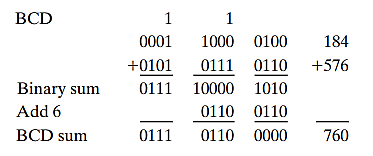 BCD 1 1
0001 1000 0100 184
+0101 0111 0110 +576
Binary sum 0111 10000 1010
Add 6 0110 0110
BCD sum 0111 0110 0000 760